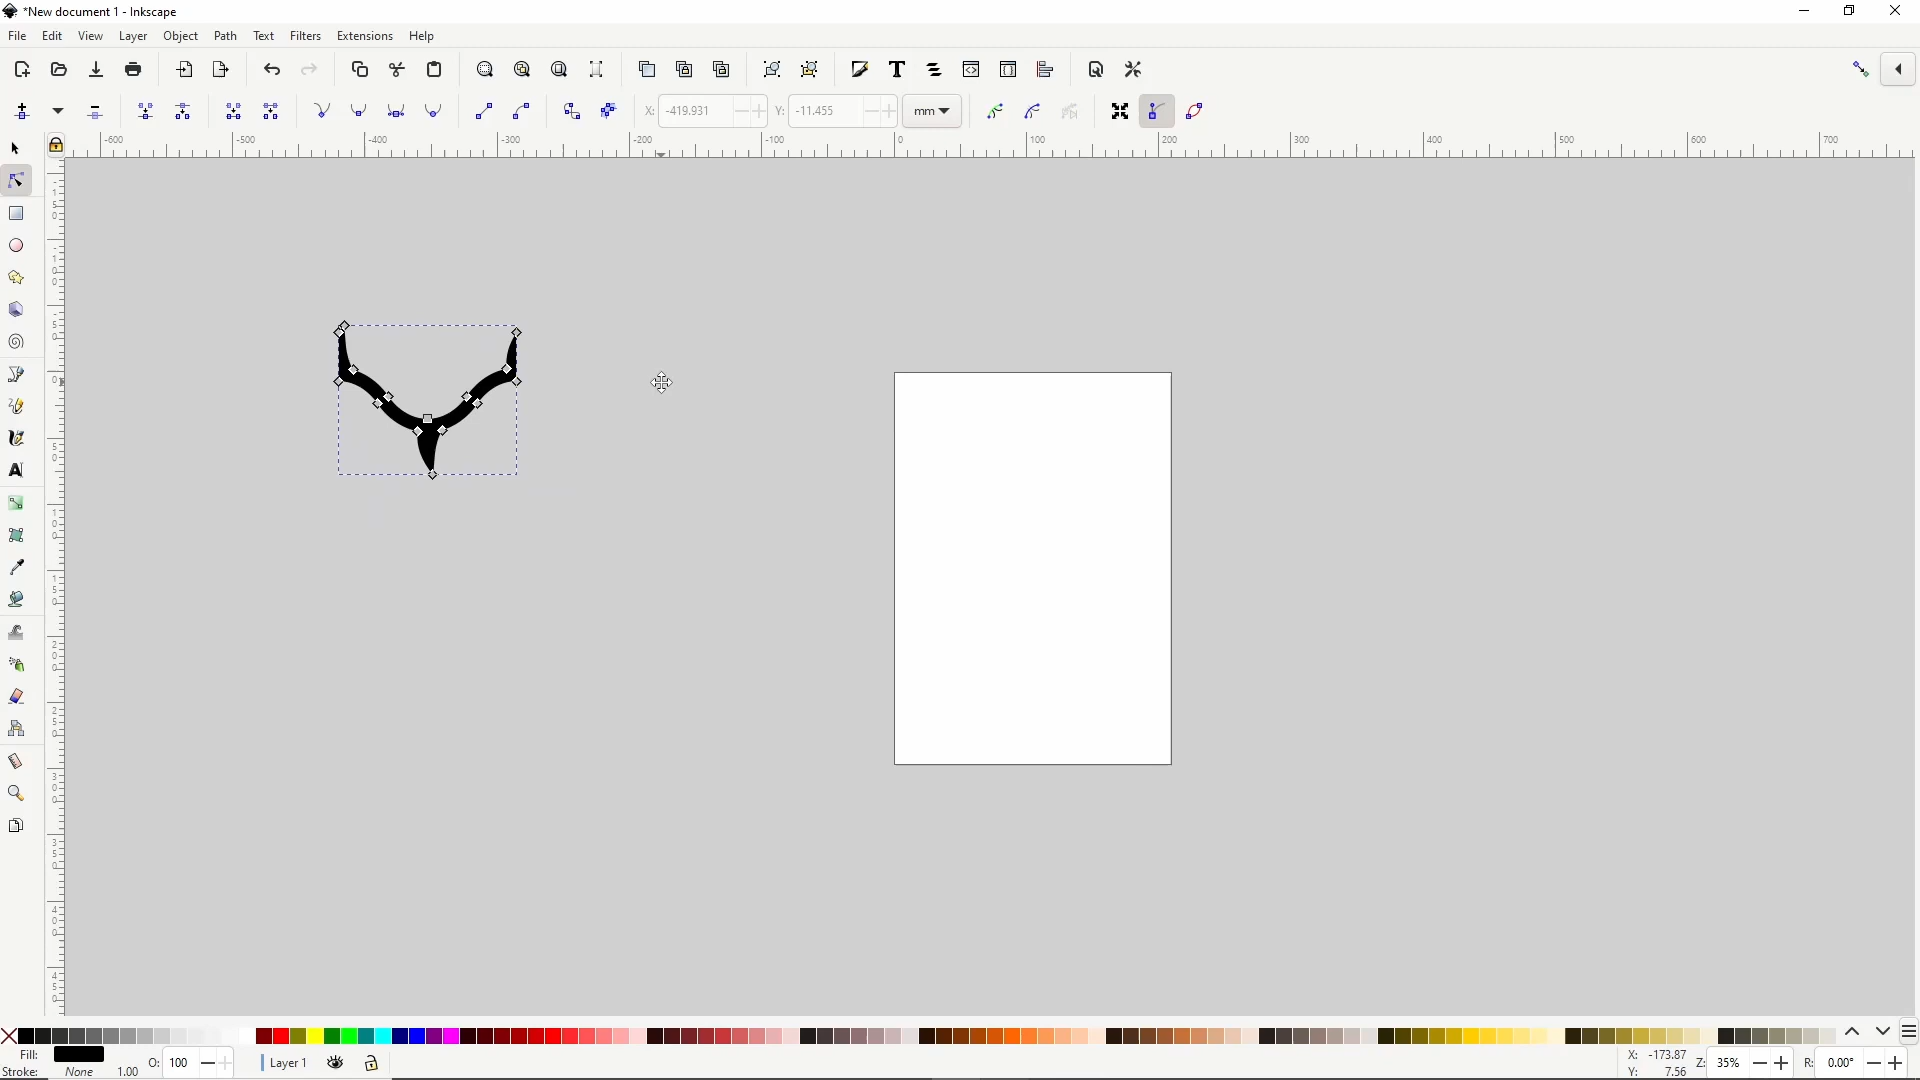 *New document 1 - Inkscape
File Edit View Layer Object Path Text Filters Extensions Help
X: -419.931 Y: -11.455 mm
-600 -500 -400 -300 -200 -100 0 100 200 300 400 500 600 700
Fill:
Stroke: None 1.00
O: 100
Layer 1
X: -173.87
Y: 7.56
Z: 35%
R: 0.00°